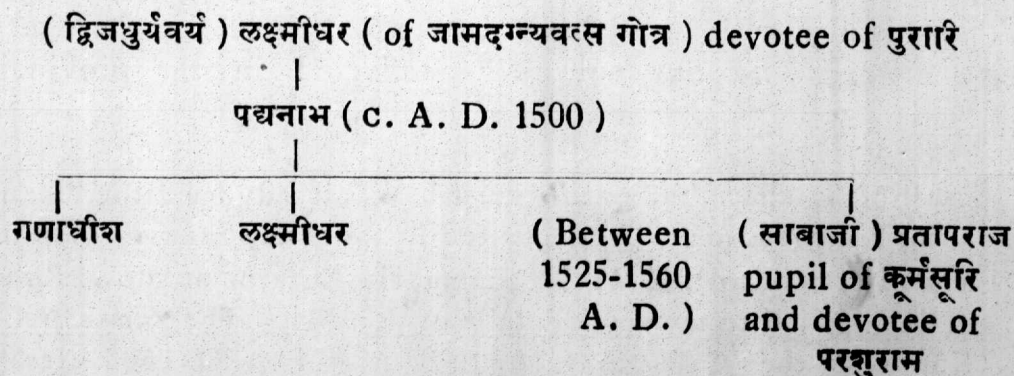 ( द्विजधुर्यवर्य ) लक्ष्मीधर ( of जामदग्न्यवत्स गोत्र ) devotee of पुरारि
पद्यनाभ ( c. A. D. 1500 )
गणाधीश लक्ष्मीधर ( Between ( साबाजी ) प्रतापराज
1525-1560 pupil of कूर्मसूरि
A. D. ) and devotee of
परशुराम